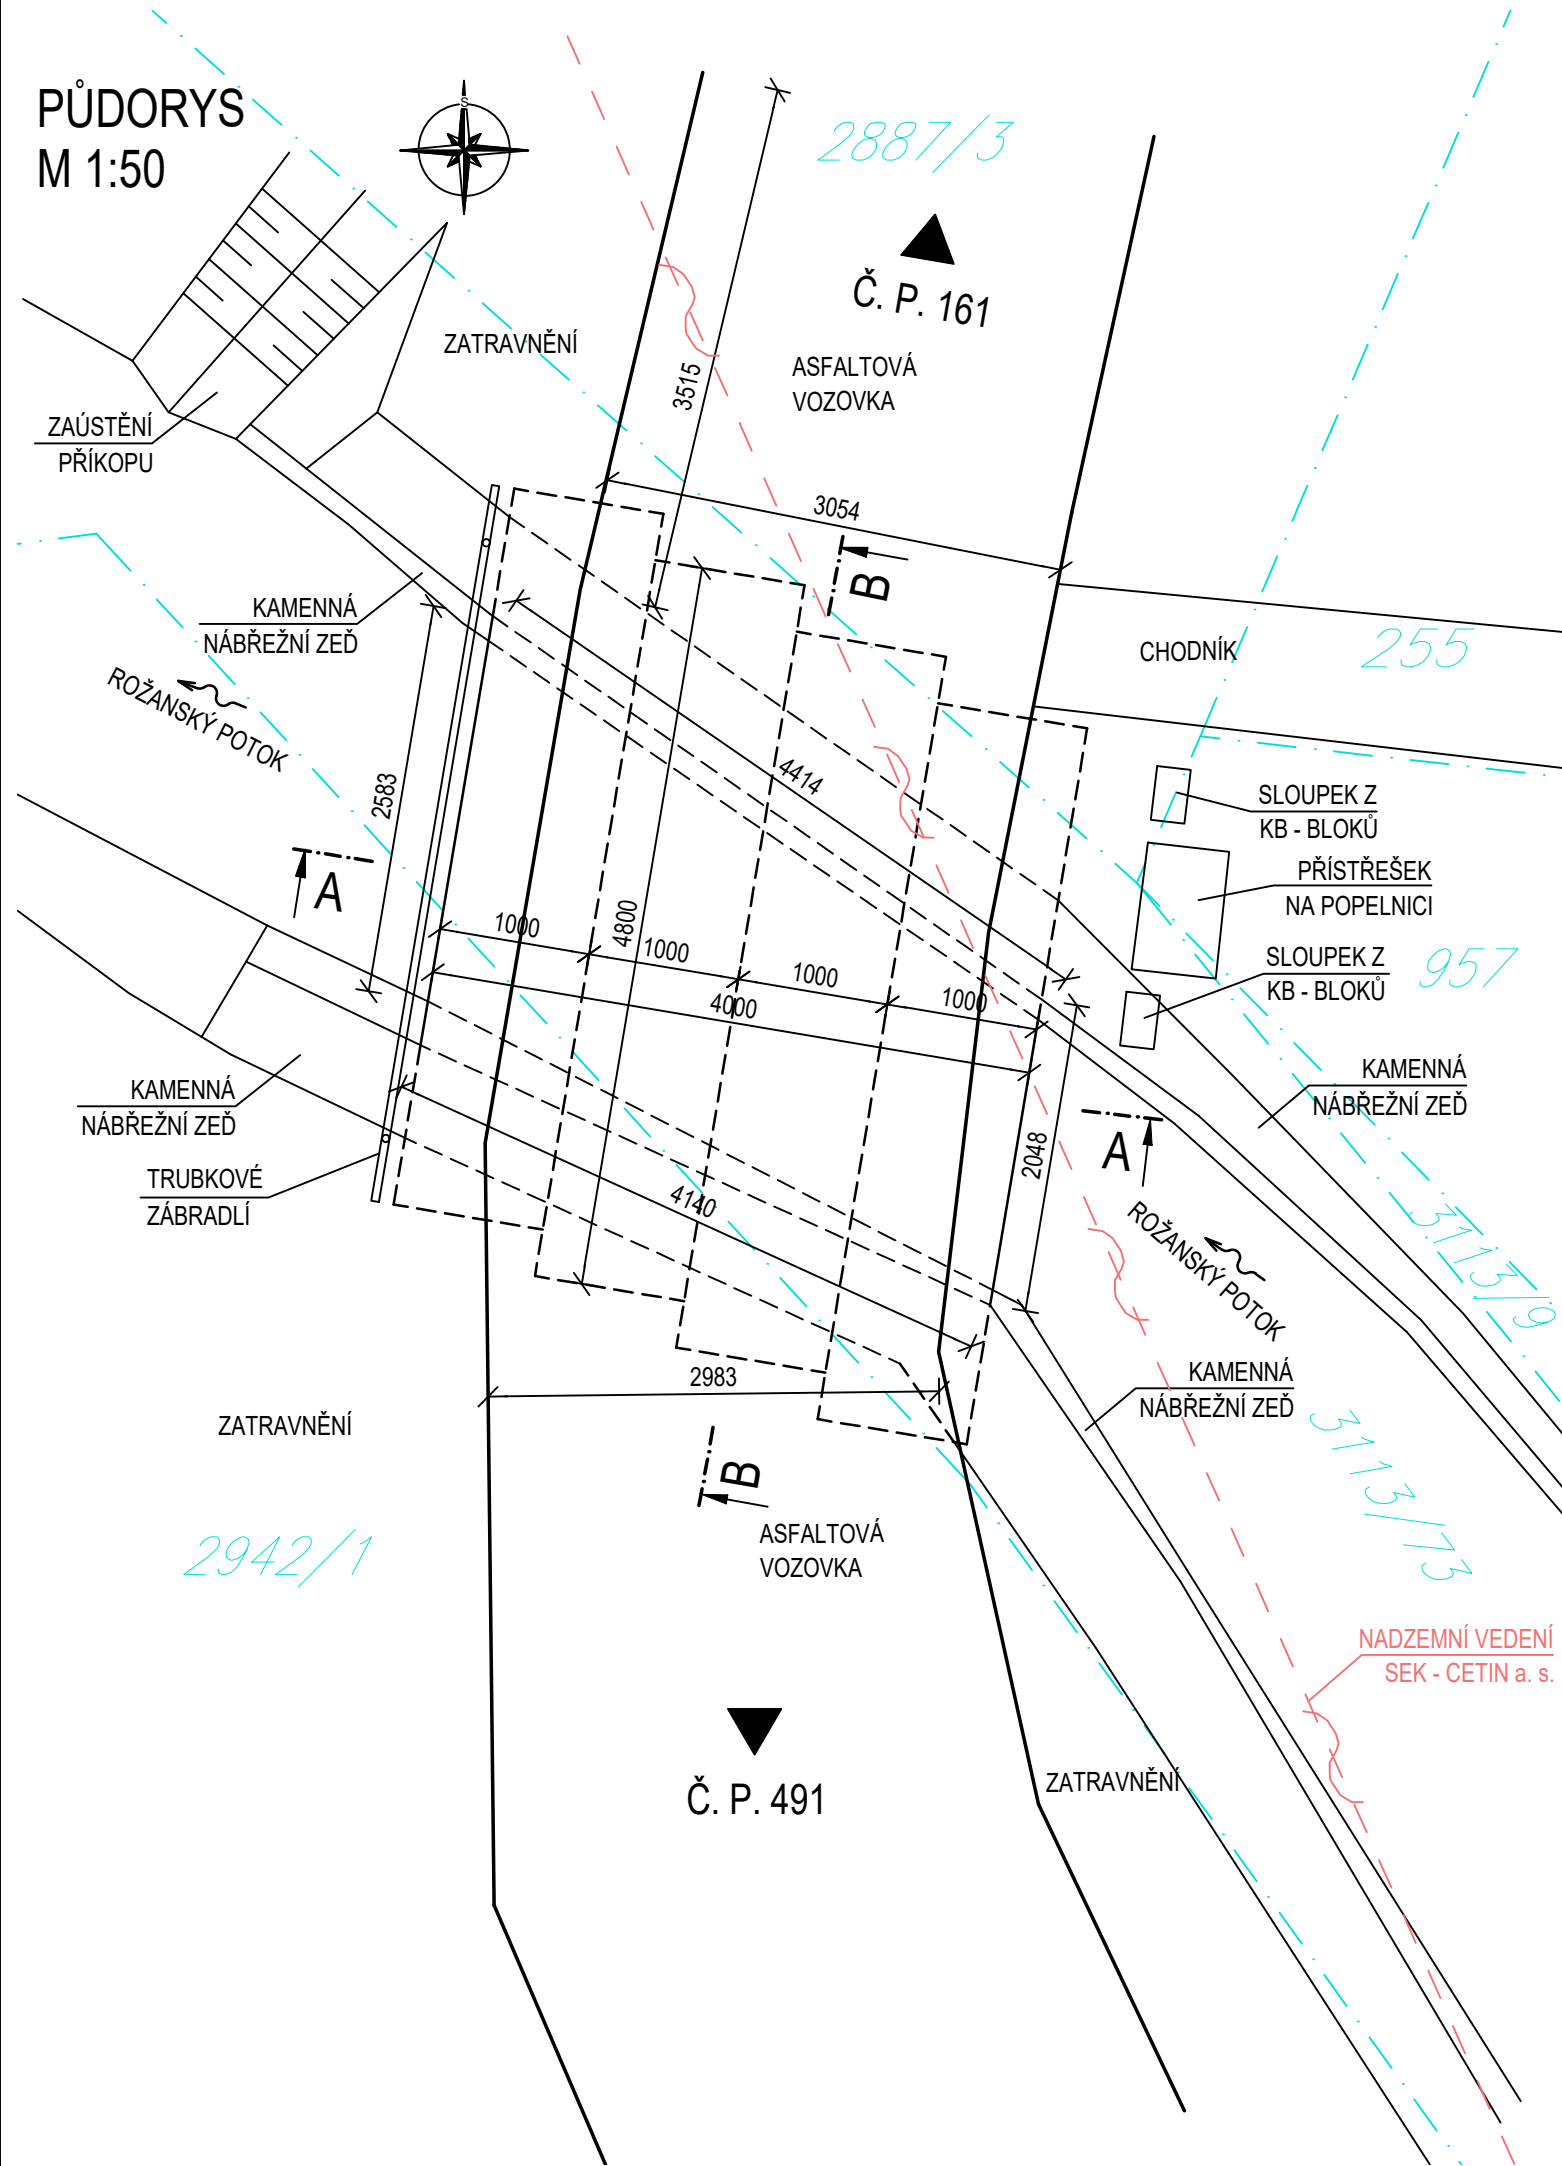 PŮDORYS
M 1:50
S
2887/3
Č. P. 161
ZATRAVNĚNÍ
ASFALTOVÁ
VOZOVKA
3515
ZAÚSTĚNÍ
PŘÍKOPU
3054
B
KAMENNÁ
NÁBŘEŽNÍ ZEĎ
CHODNÍK
255
ROŽANSKÝ POTOK
2583
4414
SLOUPEK Z
KB - BLOKŮ
PŘÍSTŘEŠEK
NA POPELNICI
A
1000
4800
1000
1000
1000
4000
SLOUPEK Z
KB - BLOKŮ
957
KAMENNÁ
NÁBŘEŽNÍ ZEĎ
KAMENNÁ
NÁBŘEŽNÍ ZEĎ
2048
A
TRUBKOVÉ
ZÁBRADLÍ
4140
ROŽANSKÝ POTOK
3113/9
2983
KAMENNÁ
NÁBŘEŽNÍ ZEĎ
ZATRAVNĚNÍ
B
3113/73
ASFALTOVÁ
VOZOVKA
2942/1
NADZEMNÍ VEDENÍ
SEK - CETIN a. s.
Č. P. 491
ZATRAVNĚNÍ